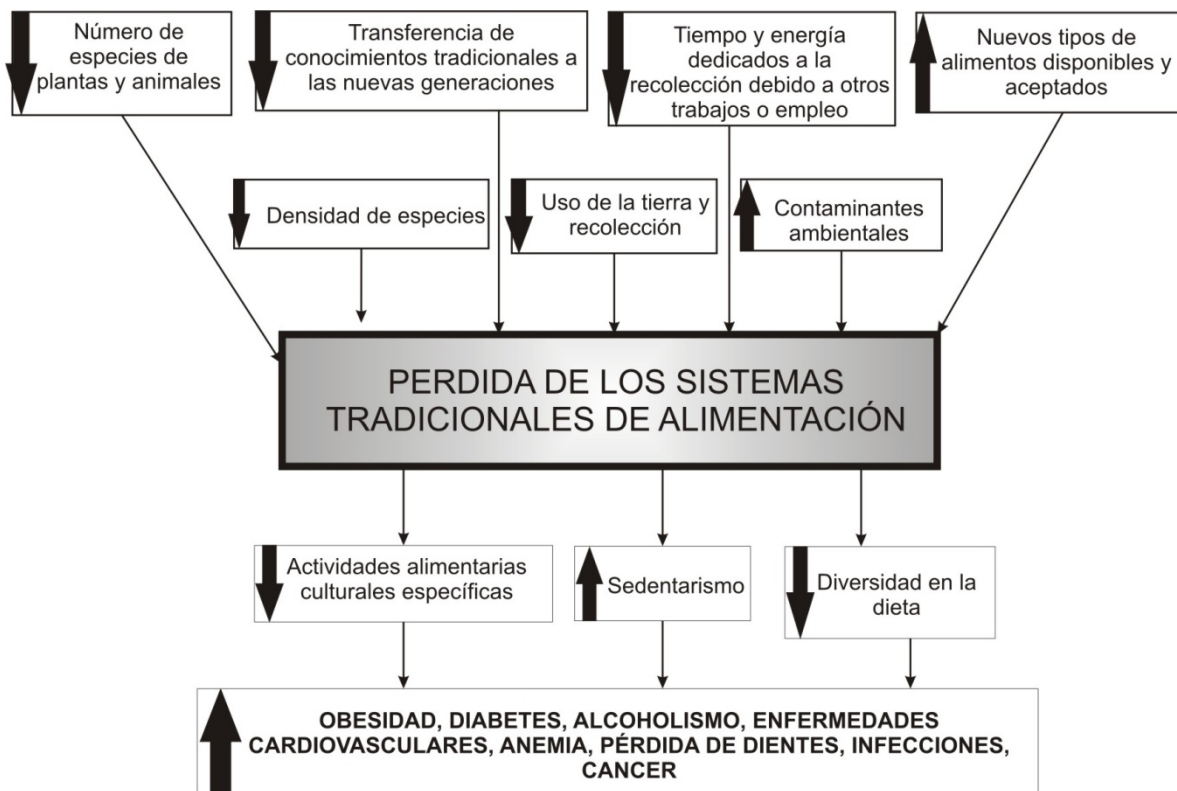 Número de
especies de
plantas y animales
Transferencia de
conocimientos tradicionales a
las nuevas generaciones
Tiempo y energía
dedicados a la
recolección debido a otros
trabajos o empleo
Nuevos tipos de
alimentos disponibles y
aceptados
Densidad de especies
Uso de la tierra y
recolección
Contaminantes
ambientales
PERDIDA DE LOS SISTEMAS
TRADICIONALES DE ALIMENTACIÓN
Actividades alimentarias
culturales específicas
Sedentarismo
Diversidad en la
dieta
OBESIDAD, DIABETES, ALCOHOLISMO, ENFERMEDADES
CARDIOVASCULARES, ANEMIA, PÉRDIDA DE DIENTES, INFECCIONES,
CANCER